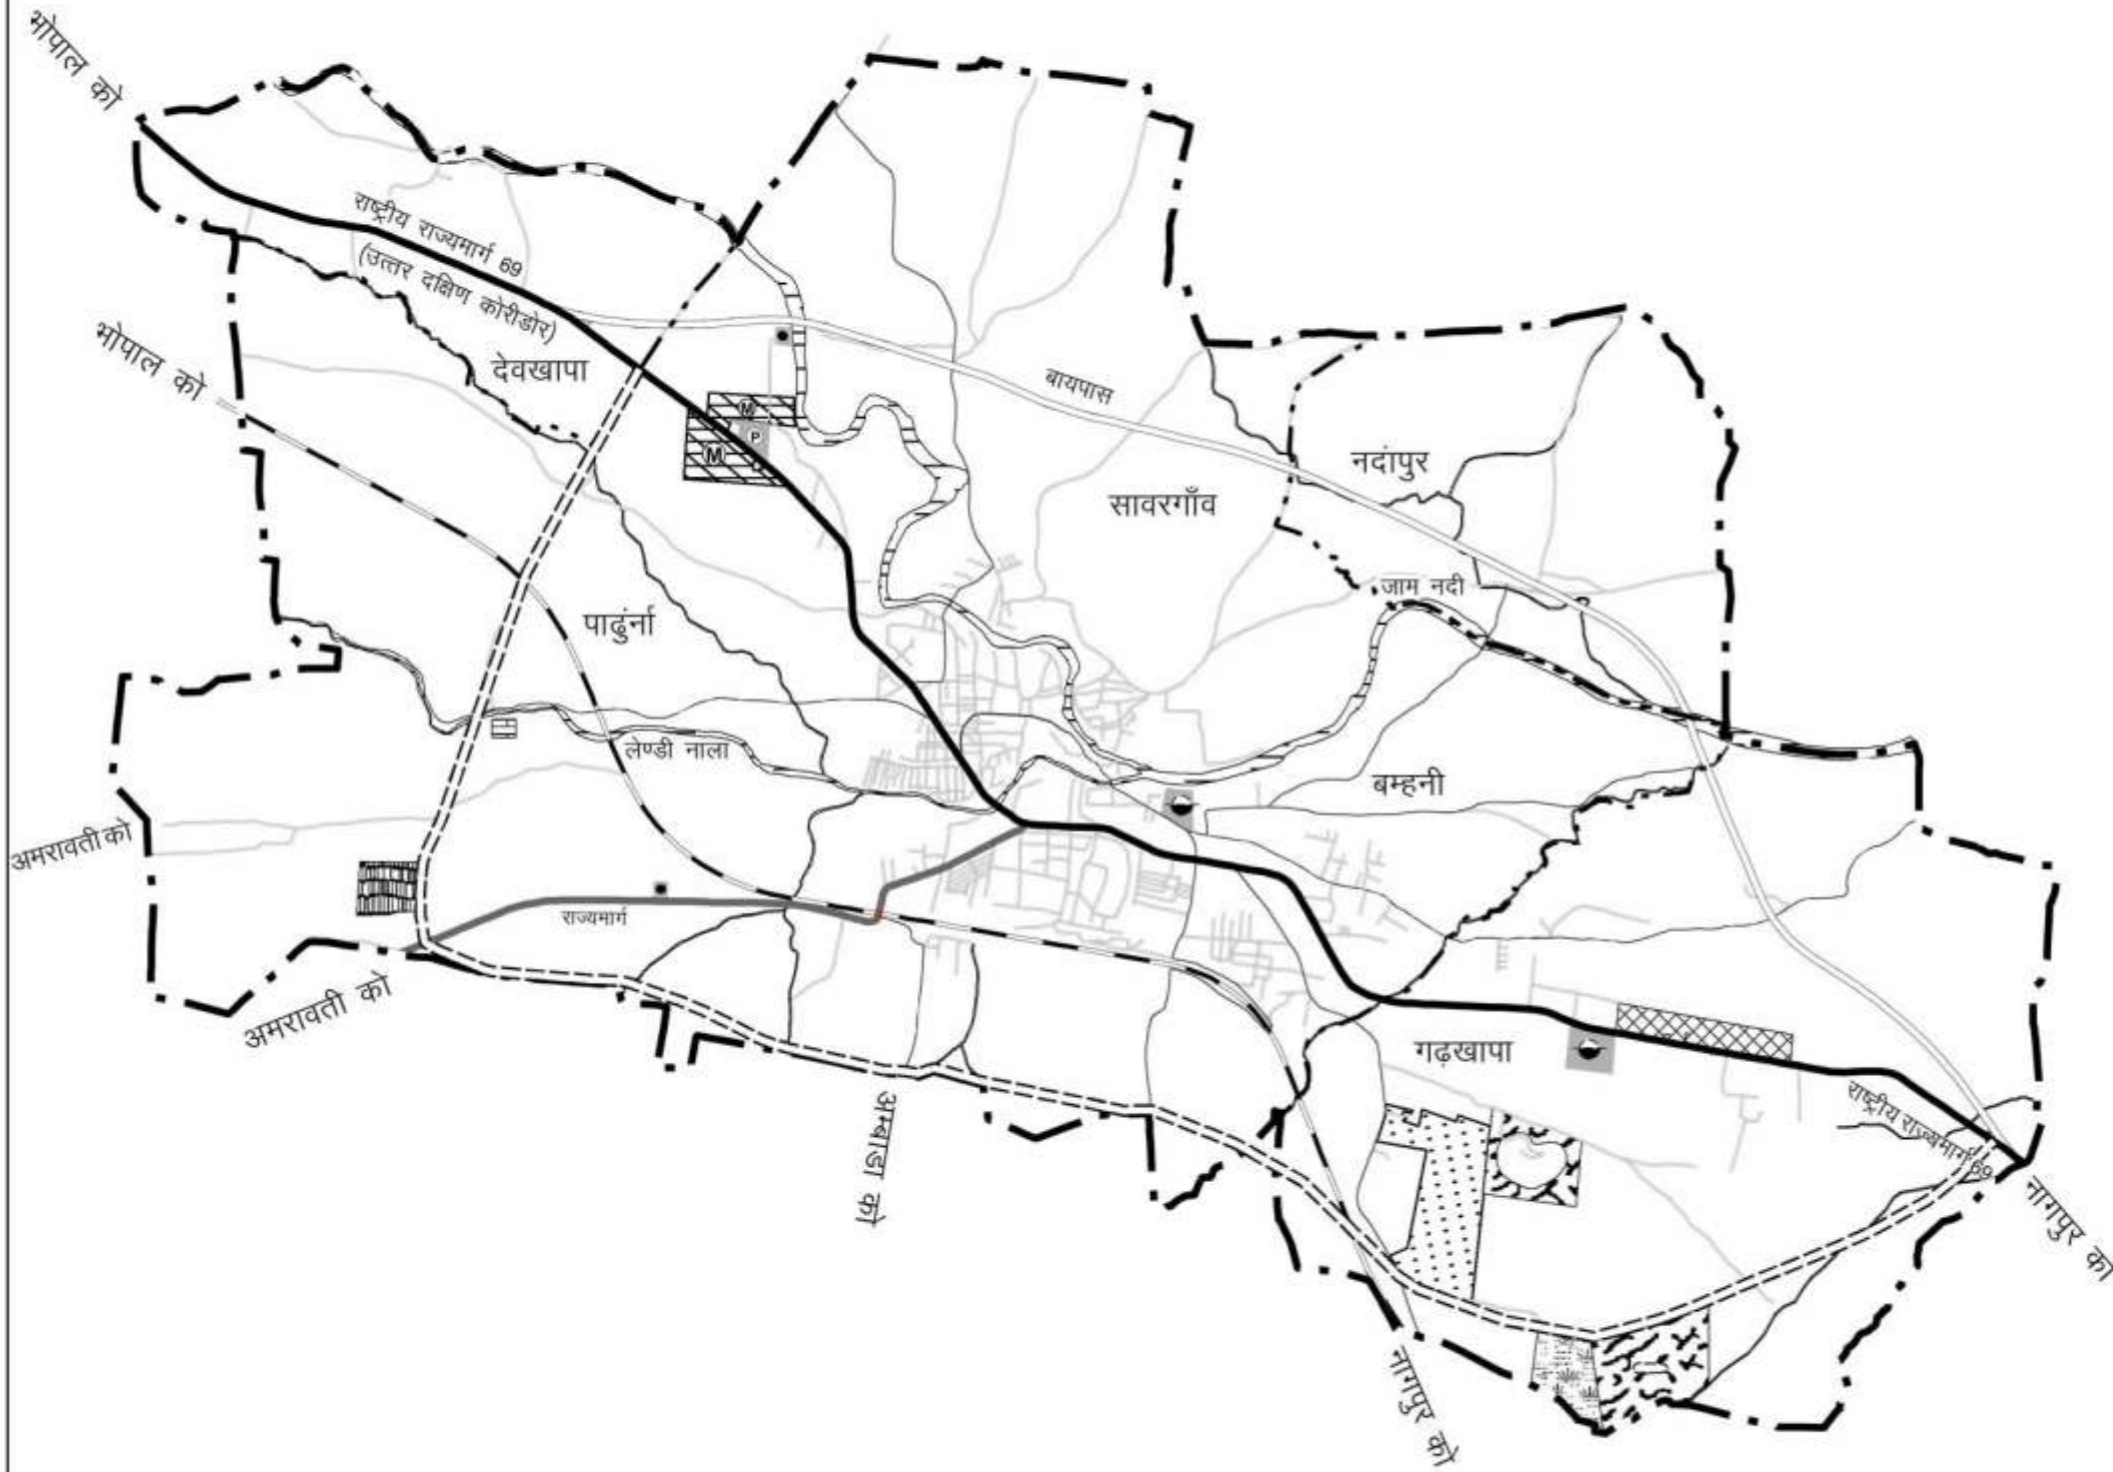 भोपाल को
राष्ट्रीय राज्यमार्ग 69
(उत्तर दक्षिण कोरीडोर)
भोपाल को
देवखापा
बायपास
M
P
M
नदांपुर
सावरगाँव
जाम नदी
पाढुंर्ना
लेण्डी नाला
बम्हनी
अमरावती को
राज्यमार्ग
अमरावती को
गढ़खापा
अम्बाडा को
राष्ट्रीय राज्यमार्ग 69
नागपुर को
नागपुर को